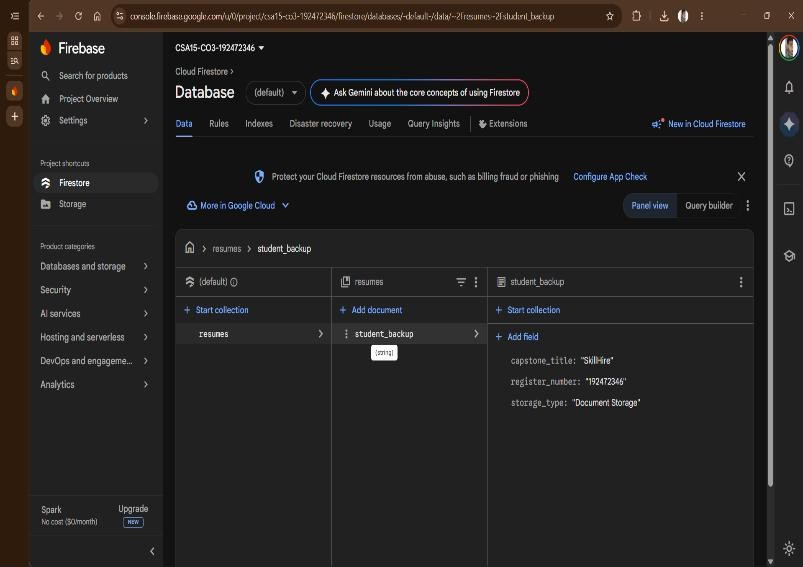 console.firebase.google.com/u/0/project/csa15-co3-192472346/firestore/databases/-default-/data/~2Fresumes~2Fstudent_backup
Firebase
Search for products
Project Overview
Settings
Project shortcuts
Firestore
Storage
Product categories
Databases and storage
Security
AI services
Hosting and serverless
DevOps and engageme...
Analytics
Spark
No cost ($0/month)
Upgrade
NEW
CSA15-CO3-192472346
Cloud Firestore
Database
(default)
Ask Gemini about the core concepts of using Firestore
Data Rules Indexes Disaster recovery Usage Query Insights Extensions
New in Cloud Firestore
Protect your Cloud Firestore resources from abuse, such as billing fraud or phishing Configure App Check
More in Google Cloud
Panel view Query builder
resumes > student_backup
(default)
Start collection
resumes
resumes
Add document
student_backup
(string)
student_backup
Start collection
Add field
capstone_title: "SkillHire"
register_number: "192472346"
storage_type: "Document Storage"